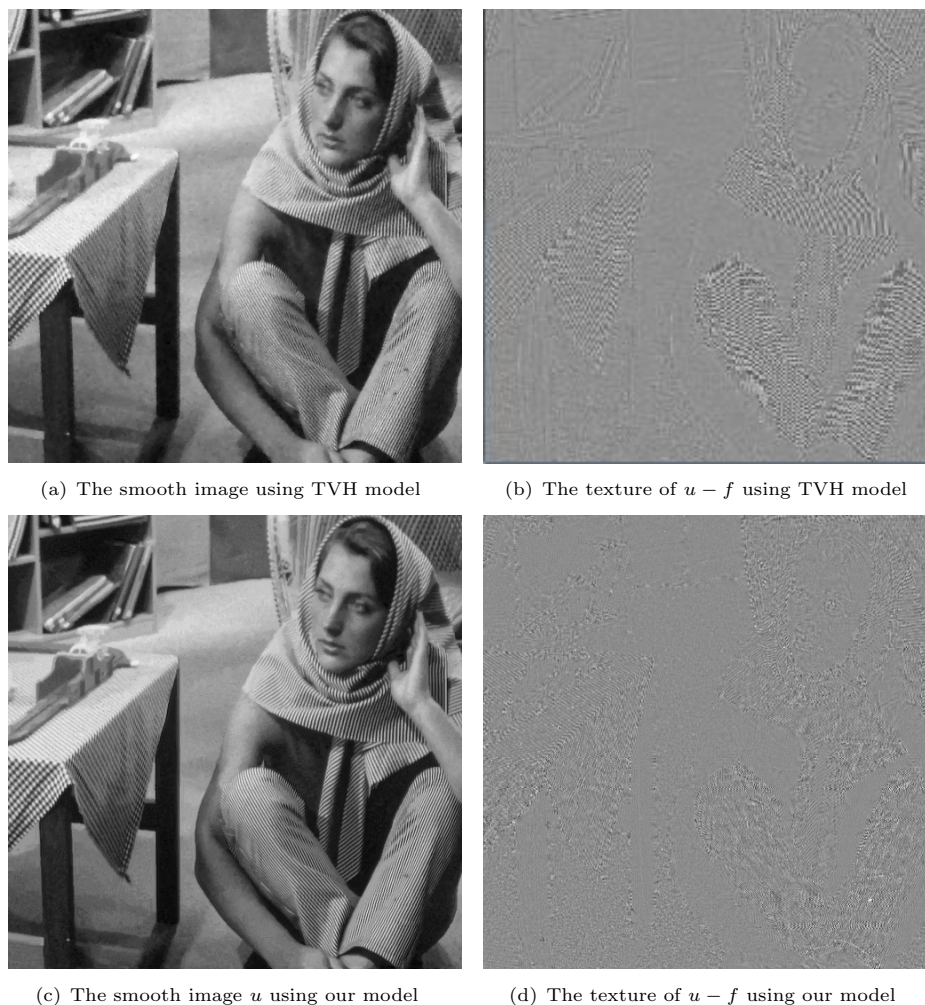 (a) The smooth image using TVH model
(b) The texture of u − f using TVH model
(c) The smooth image u using our model
(d) The texture of u − f using our model